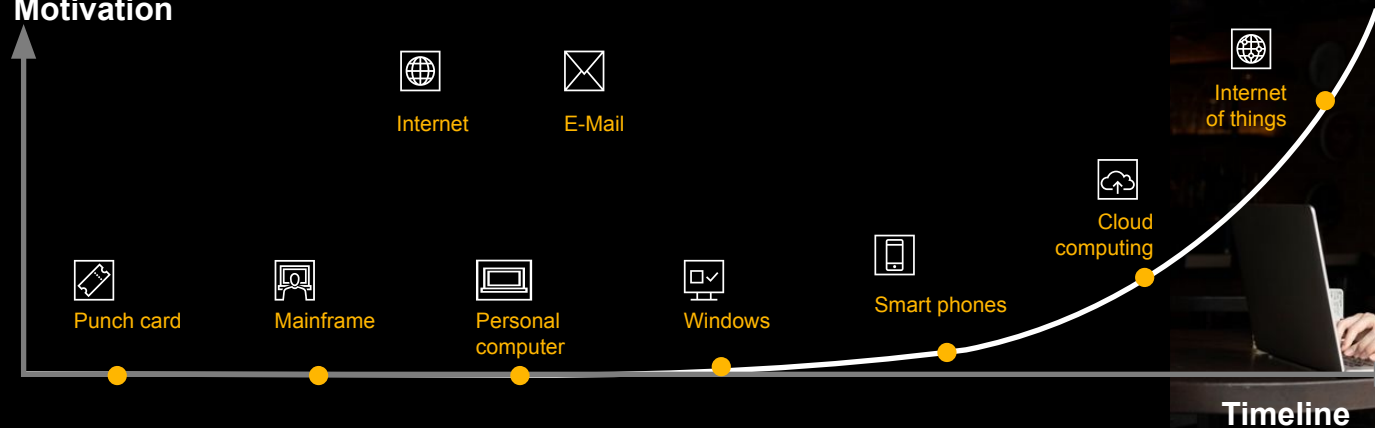 Motivation
Internet
E-Mail
Internet
of things
Cloud
computing
Smart phones
Punch card
Mainframe
Personal
computer
Windows
Timeline